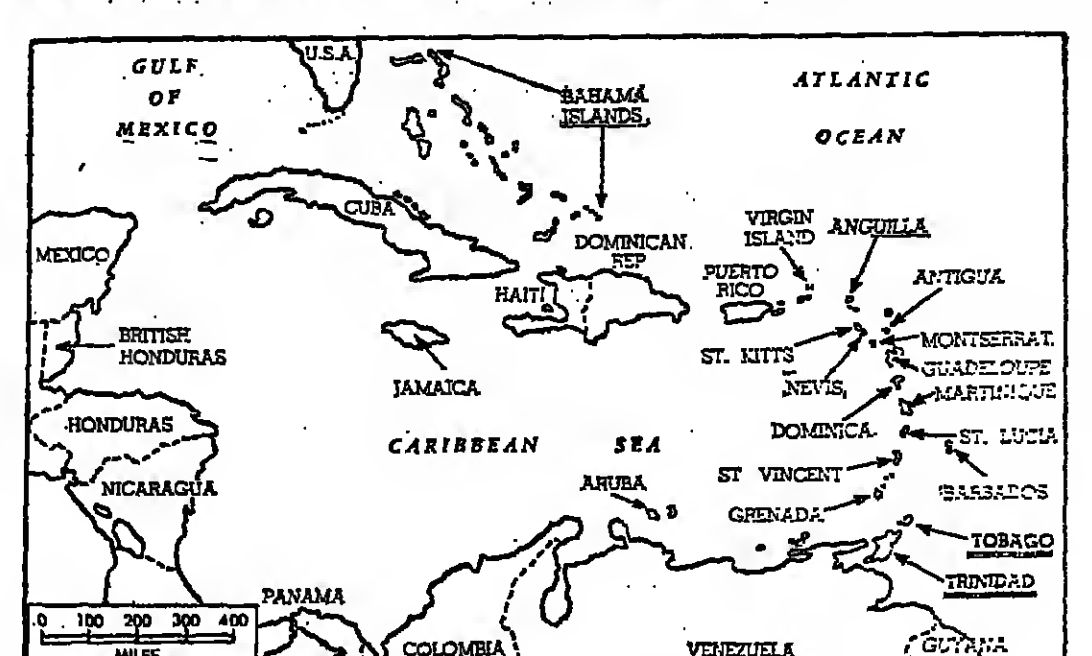 U.S.A.
GULF
OF
MEXICO
ATLANTIC
OCEAN
BAHAMA
ISLANDS
CUBA
MEXICO
DOMINICAN
REP
VIRGIN
ISLAND
ANGUILLA
PUERTO
RICO
ANTIGUA
HAITI
BRITISH
HONDURAS
ST. KITTS
MONTSERRAT
GUADELOUPE
JAMAICA
NEVIS
MARTINIQUE
HONDURAS
DOMINICA
ST. LUCIA
CARIBBEAN SEA
ST VINCENT
NICARAGUA
ARUBA
BARBADOS
GRENADA
TOBAGO
TRINIDAD
PANAMA
0 100 200 300 400
MILES
COLOMBIA
VENEZUELA
GUYANA